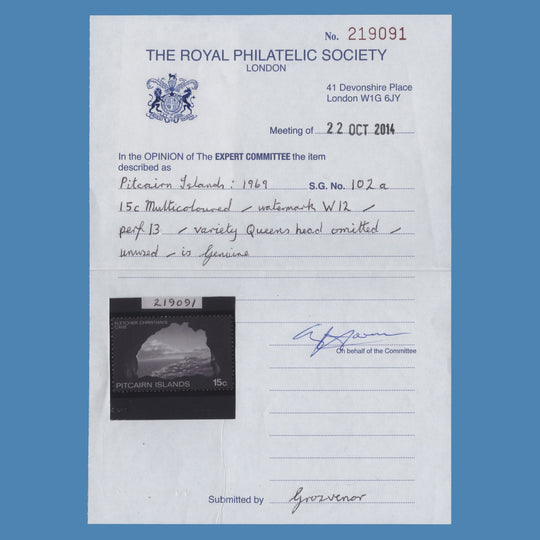 No. 219091
THE ROYAL PHILATELIC SOCIETY
LONDON
41 Devonshire Place
London W1G 6JY
Meeting of 22 OCT 2014
In the OPINION of The EXPERT COMMITTEE the item
described as
Pitcairn Islands: 1969 S.G. No. 102a
15c Multicoloured / watermark W12 /
perf 13 / variety Queens head omitted /
unused / is Genuine
219091
FLETCHER CHRISTIAN'S
CAVE
PITCAIRN ISLANDS 15c
On behalf of the Committee
Submitted by Grosvenor